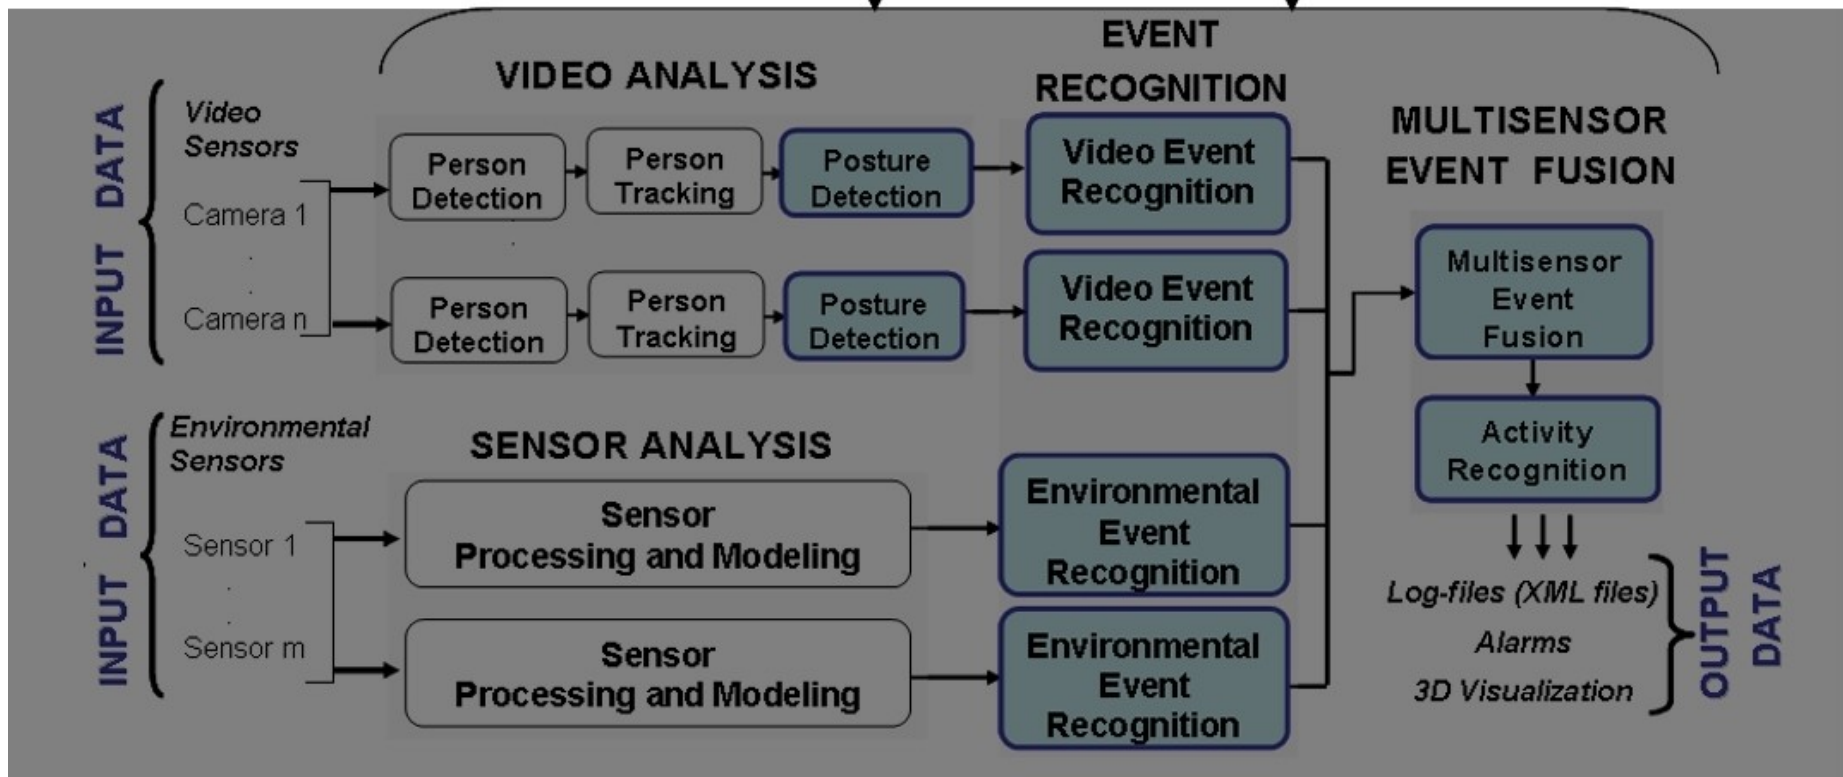 EVENT
RECOGNITION
VIDEO ANALYSIS
MULTISENSOR
EVENT FUSION
INPUT DATA
Video
Sensors
Camera 1
Camera n
Person
Detection
Person
Tracking
Posture
Detection
Video Event
Recognition
Person
Detection
Person
Tracking
Posture
Detection
Video Event
Recognition
Multisensor
Event
Fusion
Activity
Recognition
INPUT DATA
Environmental
Sensors
SENSOR ANALYSIS
Sensor 1
Sensor m
Sensor
Processing and Modeling
Environmental
Event
Recognition
Sensor
Processing and Modeling
Environmental
Event
Recognition
Log-files (XML files)
Alarms
3D Visualization
OUTPUT
DATA